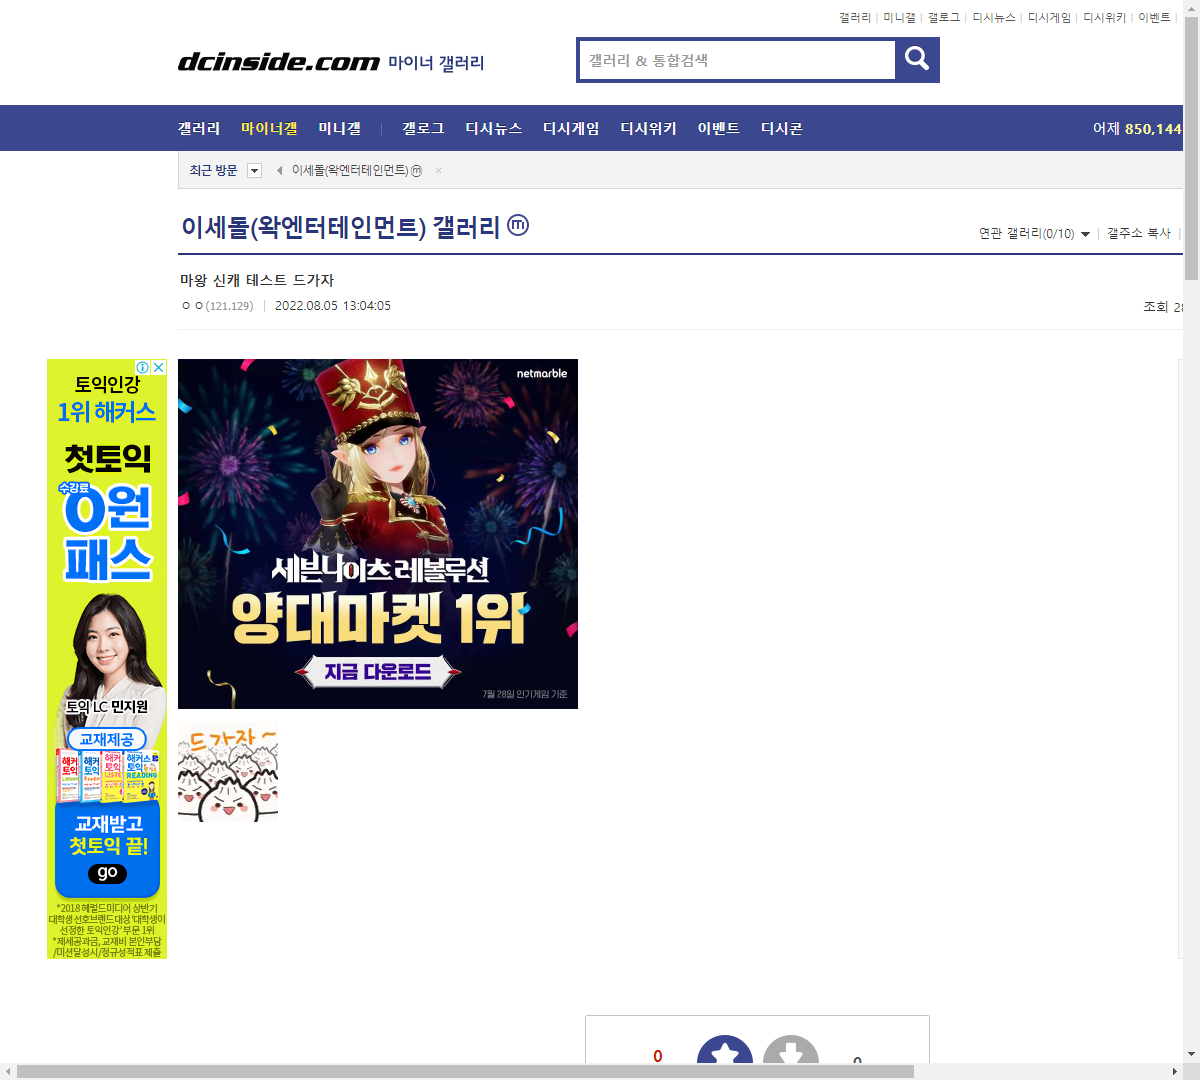 갤러리 미니갤 갤로그 디시뉴스 디시게임 디시위키 이벤트
dcinside.com 마이너 갤러리
갤러리 & 통합검색
갤러리 마이너갤 미니갤 갤로그 디시뉴스 디시게임 디시위키 이벤트 디시콘
어제 850,144
최근 방문 이세돌(왁엔터테인먼트) ⓜ ×
이세돌(왁엔터테인먼트) 갤러리 ⓜ
연관 갤러리(0/10) 갤주소 복사
마왕 신캐 테스트 드가자
ㅇㅇ(121.129) 2022.08.05 13:04:05
조회 28
토익인강
1위 해커스
첫토익
수강료
0원
패스
토익 LC 민지원
교재제공
해커스
토익
LISTENING
READING
교재받고
첫토익 끝!
go
*2018 헤럴드미디어 상반기
대학생 선호브랜드 대상 '대학생이
선정한 토익인강' 부문 1위
*제세공과금, 교재비 본인부담
/미션달성시/정규성적표 제출
netmarble
세븐나이츠 레볼루션
양대마켓 1위
지금 다운로드
7월 28일 인기게임 기준
드가자~
0
0